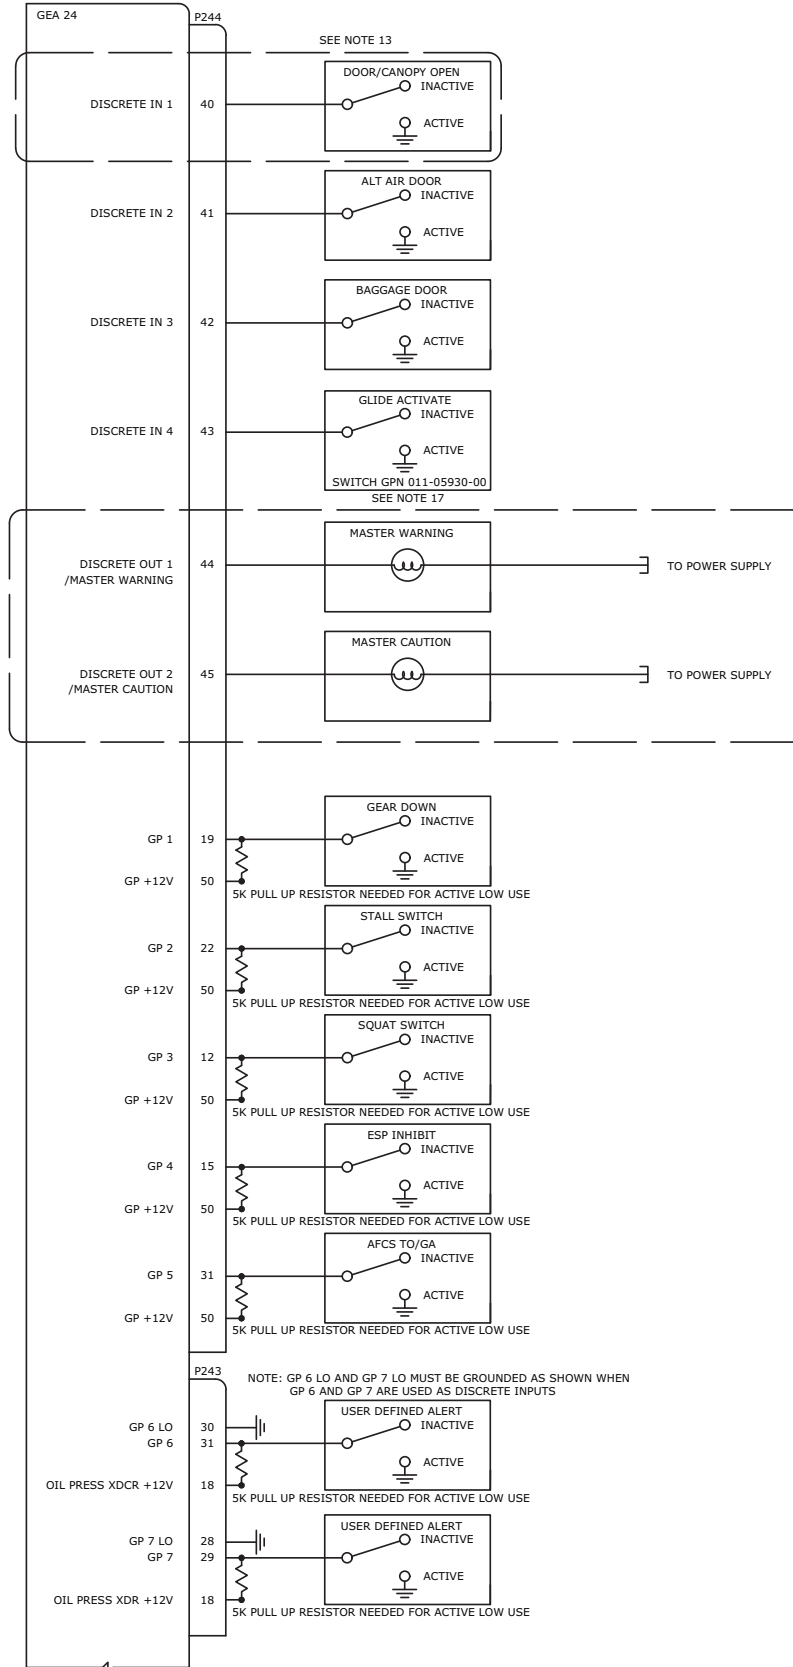 GEA 24
P244
SEE NOTE 13
DOOR/CANOPY OPEN
INACTIVE
DISCRETE IN 1 40
ACTIVE
ALT AIR DOOR
INACTIVE
DISCRETE IN 2 41
ACTIVE
BAGGAGE DOOR
INACTIVE
DISCRETE IN 3 42
ACTIVE
GLIDE ACTIVATE
INACTIVE
DISCRETE IN 4 43
ACTIVE
SWITCH GPN 011-05930-00
SEE NOTE 17
MASTER WARNING
DISCRETE OUT 1 44 TO POWER SUPPLY
/MASTER WARNING
MASTER CAUTION
DISCRETE OUT 2 45 TO POWER SUPPLY
/MASTER CAUTION
GEAR DOWN
INACTIVE
GP 1 19
ACTIVE
GP +12V 50
5K PULL UP RESISTOR NEEDED FOR ACTIVE LOW USE
STALL SWITCH
INACTIVE
GP 2 22
ACTIVE
GP +12V 50
5K PULL UP RESISTOR NEEDED FOR ACTIVE LOW USE
SQUAT SWITCH
INACTIVE
GP 3 12
ACTIVE
GP +12V 50
5K PULL UP RESISTOR NEEDED FOR ACTIVE LOW USE
ESP INHIBIT
INACTIVE
GP 4 15
ACTIVE
GP +12V 50
5K PULL UP RESISTOR NEEDED FOR ACTIVE LOW USE
AFCS TO/GA
INACTIVE
GP 5 31
ACTIVE
GP +12V 50
5K PULL UP RESISTOR NEEDED FOR ACTIVE LOW USE
P243
NOTE: GP 6 LO AND GP 7 LO MUST BE GROUNDED AS SHOWN WHEN
GP 6 AND GP 7 ARE USED AS DISCRETE INPUTS
USER DEFINED ALERT
INACTIVE
GP 6 LO 30
GP 6 31
ACTIVE
OIL PRESS XDCR +12V 18
5K PULL UP RESISTOR NEEDED FOR ACTIVE LOW USE
USER DEFINED ALERT
INACTIVE
GP 7 LO 28
GP 7 29
ACTIVE
OIL PRESS XDR +12V 18
5K PULL UP RESISTOR NEEDED FOR ACTIVE LOW USE